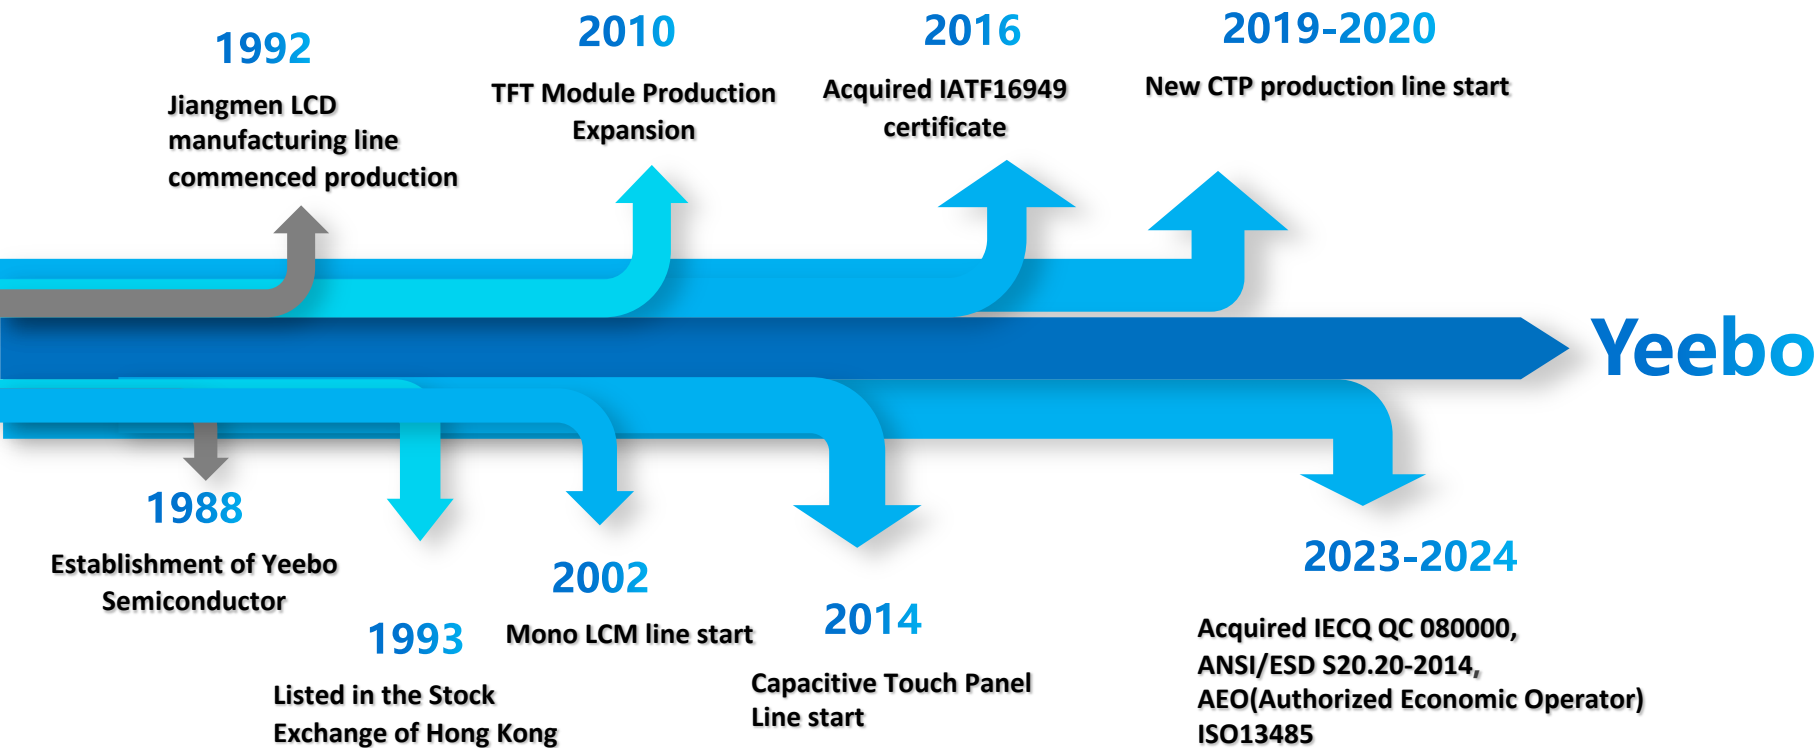 1992
Jiangmen LCD
manufacturing line
commenced production
2010
TFT Module Production
Expansion
2016
Acquired IATF16949
certificate
2019-2020
New CTP production line start
Yeebo
1988
Establishment of Yeebo
Semiconductor
1993
Listed in the Stock
Exchange of Hong Kong
2002
Mono LCM line start
2014
Capacitive Touch Panel
Line start
2023-2024
Acquired IECQ QC 080000,
ANSI/ESD S20.20-2014,
AEO(Authorized Economic Operator)
ISO13485